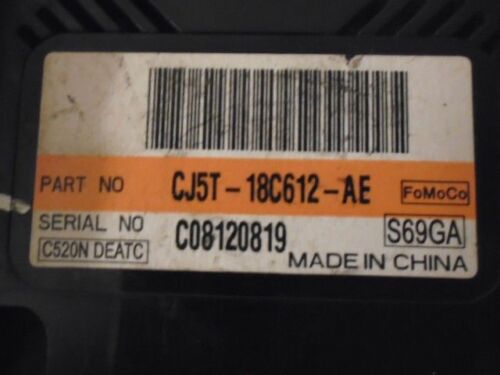 PART NO CJ5T-18C612-AE FoMoCo
SERIAL NO C08120819 S69GA
C520N DEATC MADE IN CHINA